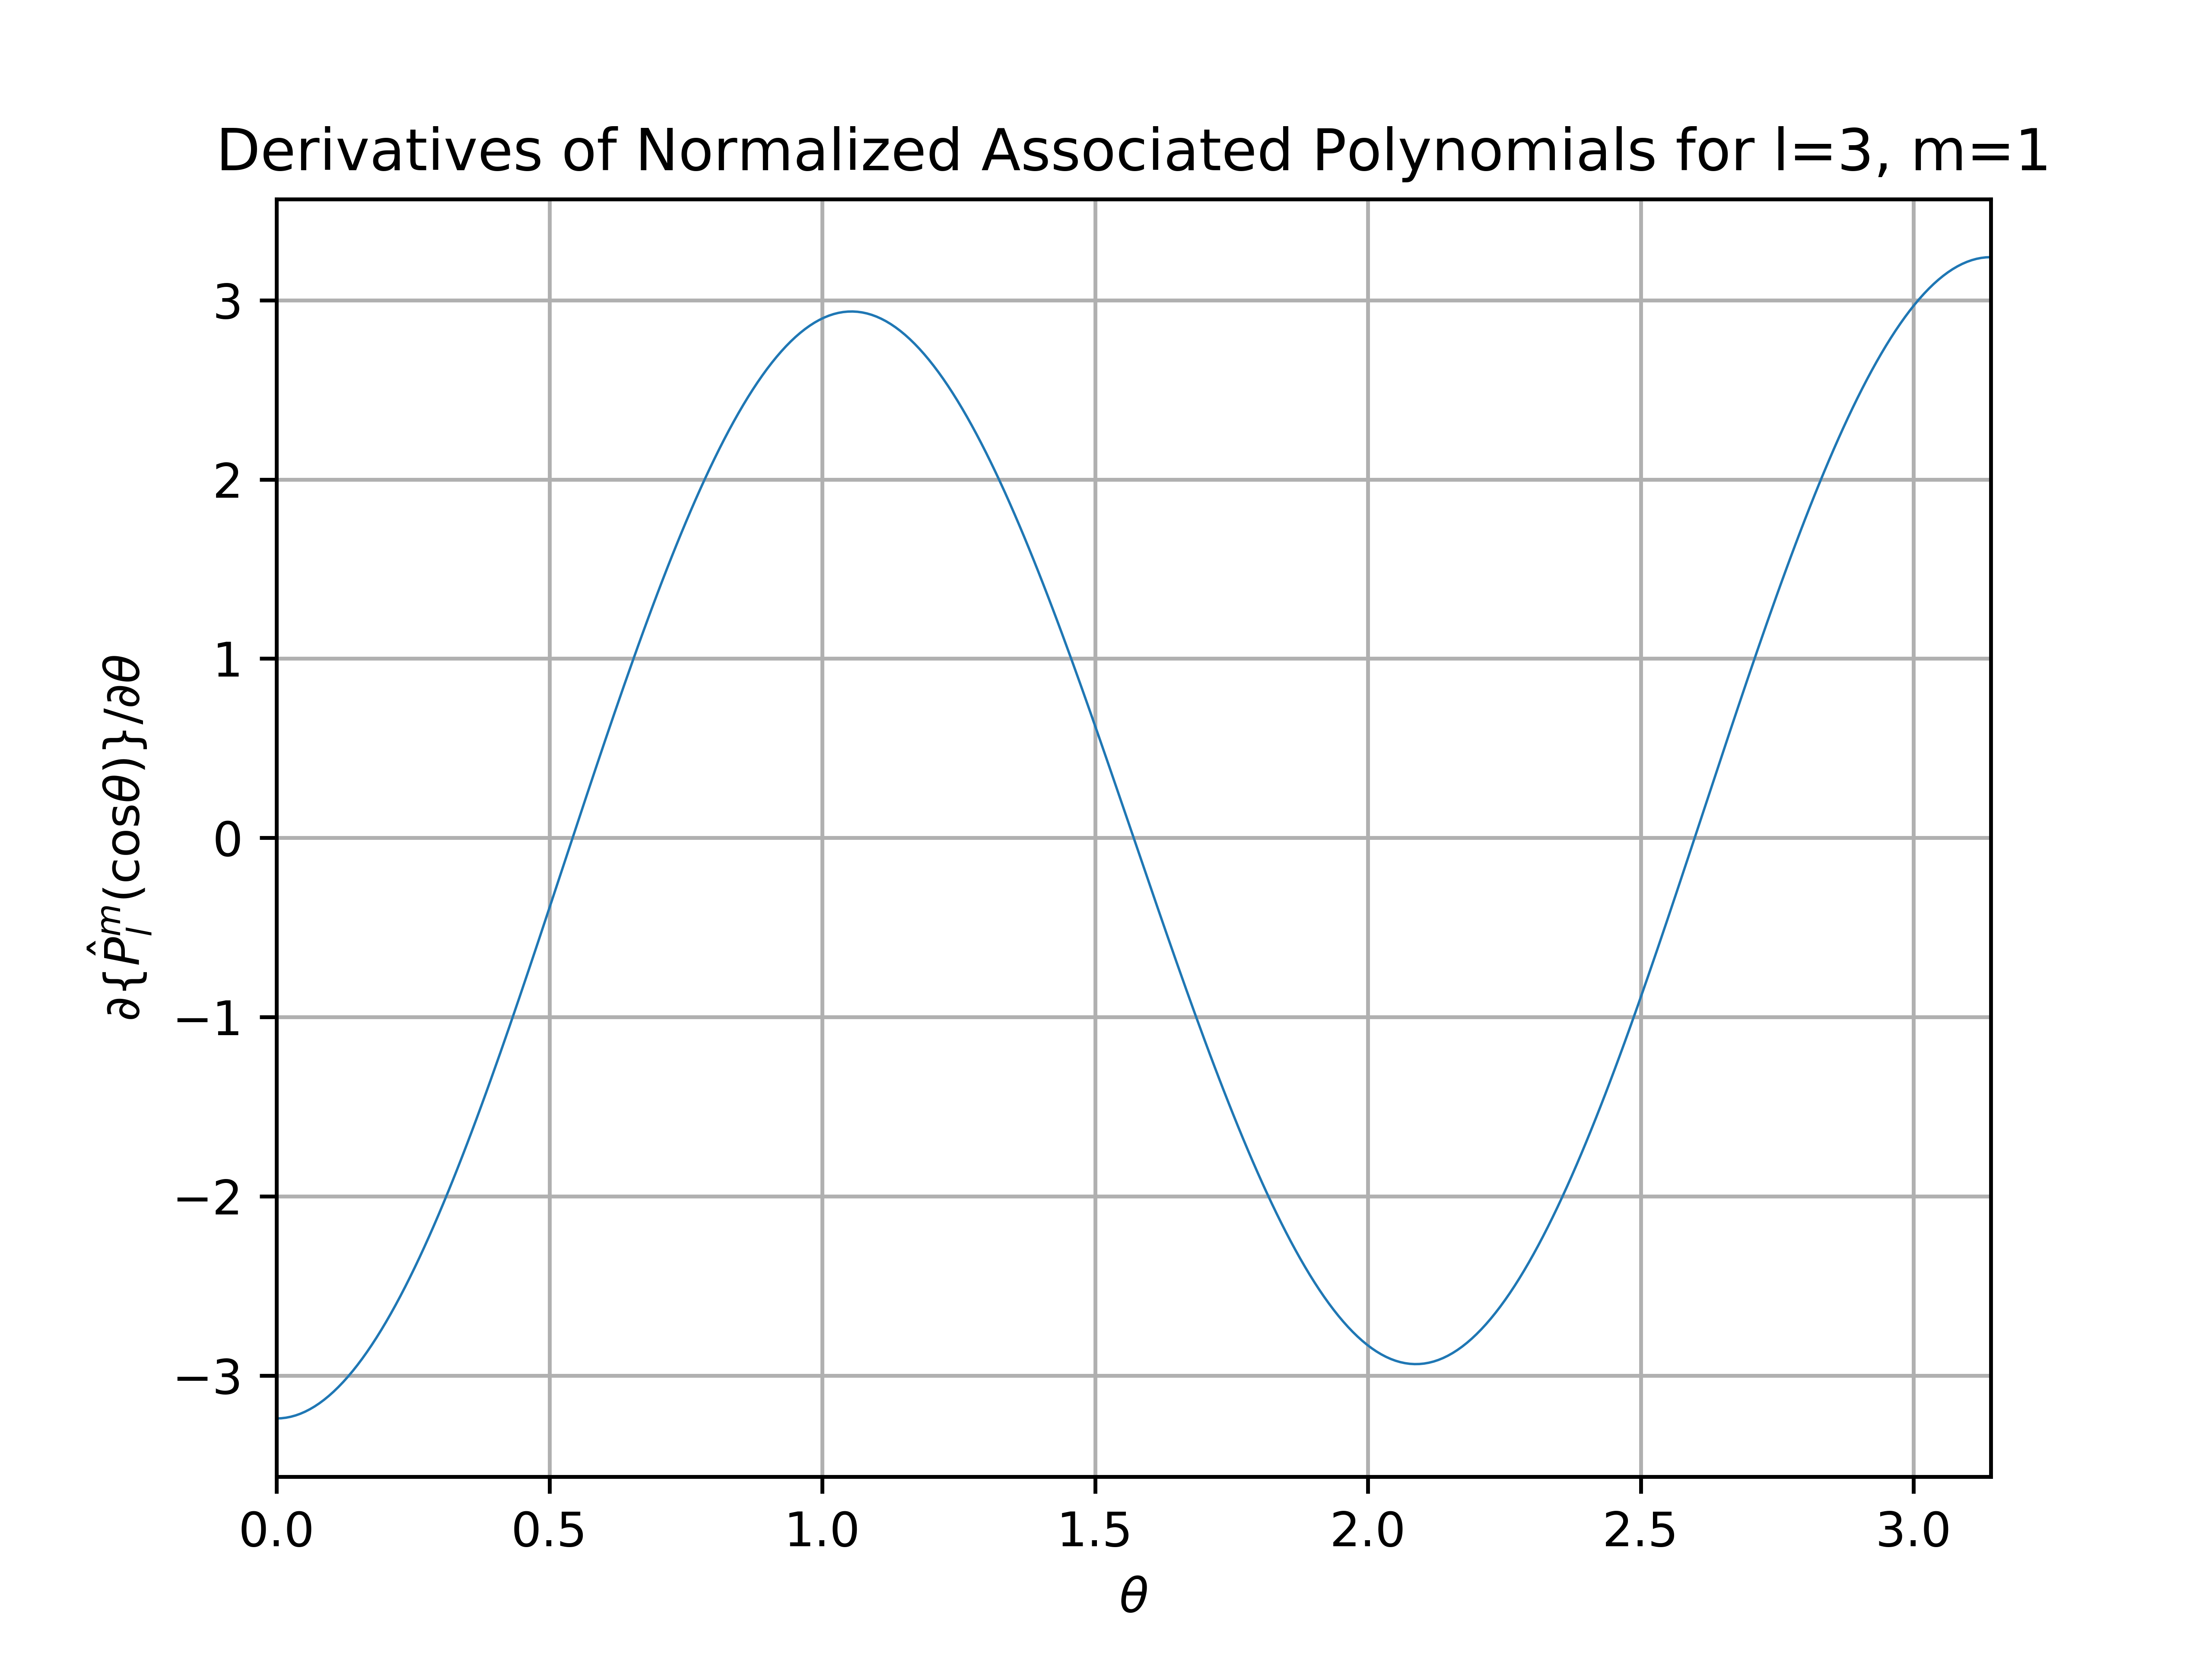 Derivatives of Normalized Associated Polynomials for l=3, m=1
∂{P̂ₗᵐ(cosθ)}/∂θ
3
2
1
0
−1
−2
−3
0.0 0.5 1.0 1.5 2.0 2.5 3.0
θ